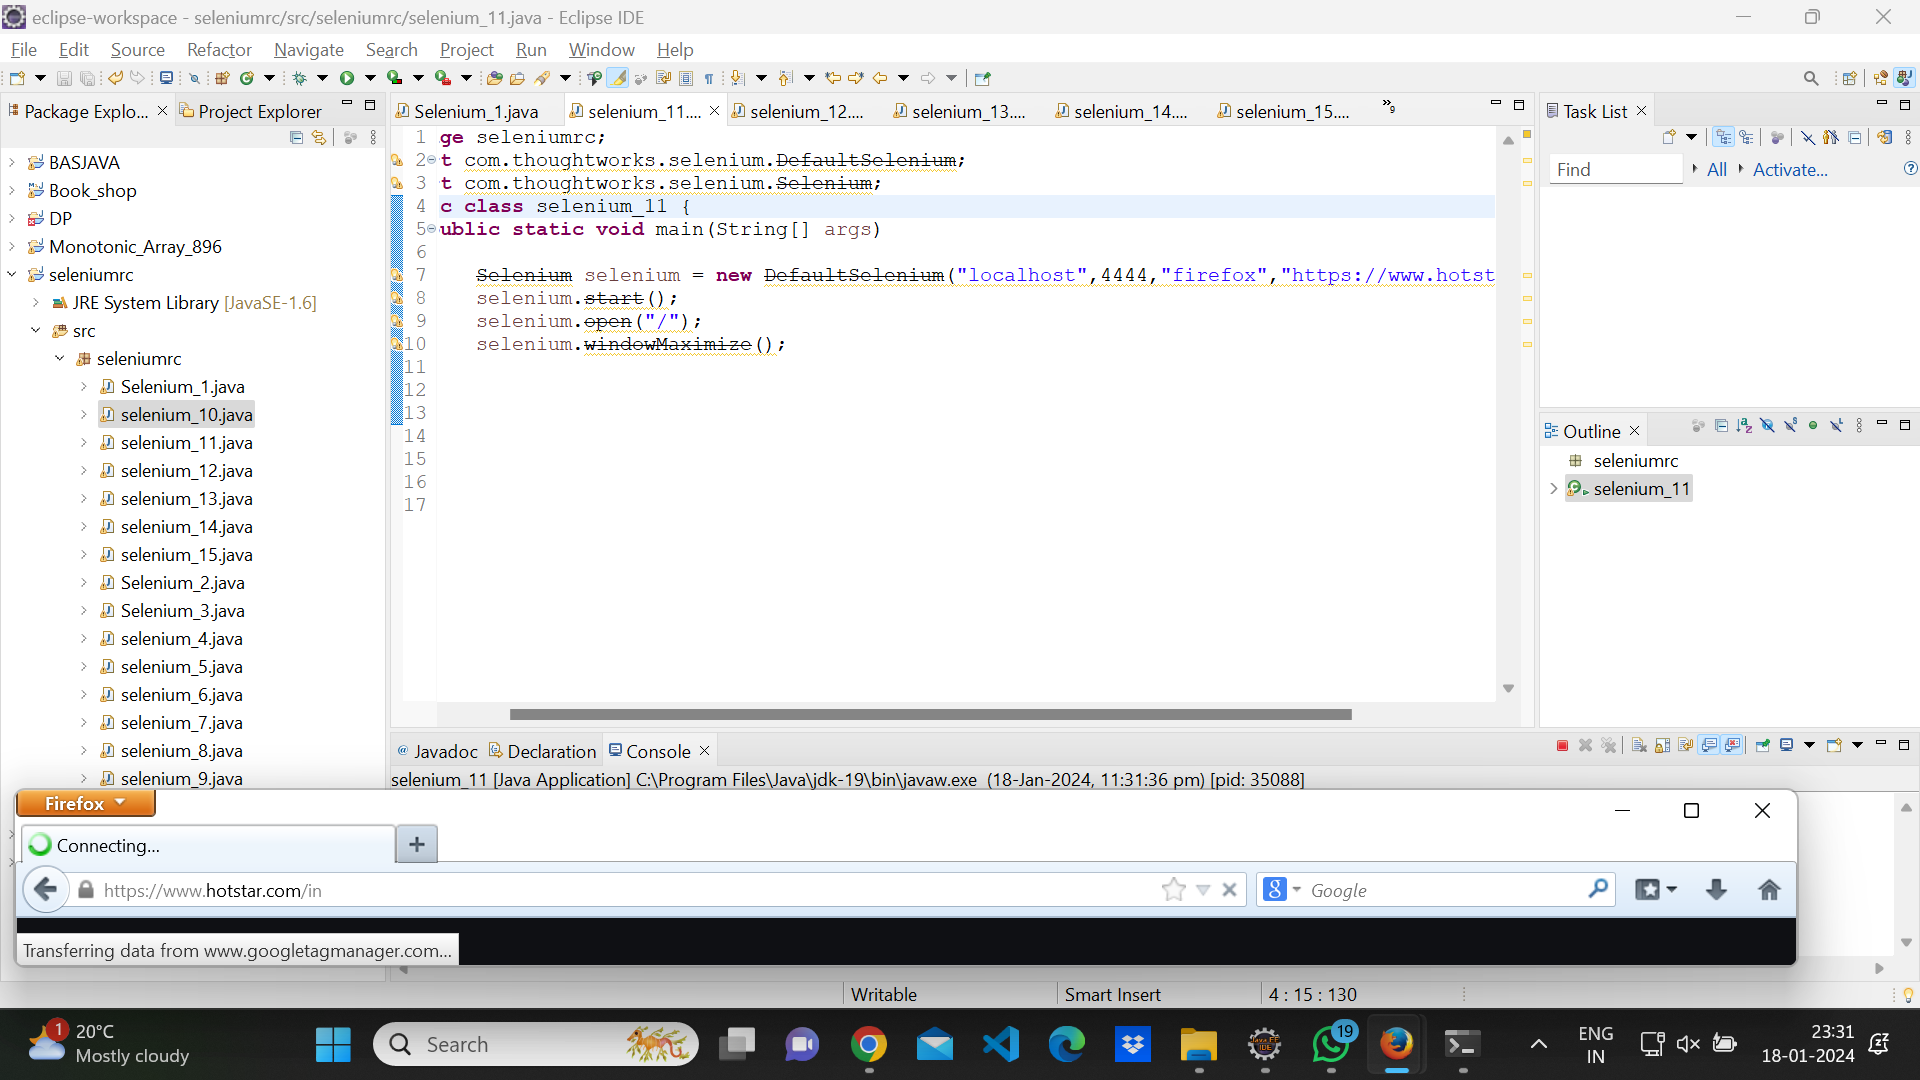 eclipse-workspace - seleniumrc/src/seleniumrc/selenium_11.java - Eclipse IDE
File Edit Source Refactor Navigate Search Project Run Window Help
Package Explo... Project Explorer
BASJAVA
Book_shop
DP
Monotonic_Array_896
seleniumrc
JRE System Library [JavaSE-1.6]
src
seleniumrc
Selenium_1.java
selenium_10.java
selenium_11.java
selenium_12.java
selenium_13.java
selenium_14.java
selenium_15.java
Selenium_2.java
Selenium_3.java
selenium_4.java
selenium_5.java
selenium_6.java
selenium_7.java
selenium_8.java
selenium_9.java
Selenium_1.java selenium_11.... selenium_12.... selenium_13.... selenium_14.... selenium_15.... »9
1 ge seleniumrc;
2 t com.thoughtworks.selenium.DefaultSelenium;
3 t com.thoughtworks.selenium.Selenium;
4 c class selenium_11 {
5 ublic static void main(String[] args)
6
7 Selenium selenium = new DefaultSelenium("localhost",4444,"firefox","https://www.hotst
8 selenium.start();
9 selenium.open("/");
10 selenium.windowMaximize();
11
12
13
14
15
16
17
Task List
Find All Activate...
Outline
seleniumrc
selenium_11
Javadoc Declaration Console
selenium_11 [Java Application] C:\Program Files\Java\jdk-19\bin\javaw.exe (18-Jan-2024, 11:31:36 pm) [pid: 35088]
Firefox
Connecting...
https://www.hotstar.com/in
Google
Transferring data from www.googletagmanager.com...
Writable Smart Insert 4 : 15 : 130
1
20°C
Mostly cloudy
Search
19
ENG
IN
23:31
18-01-2024